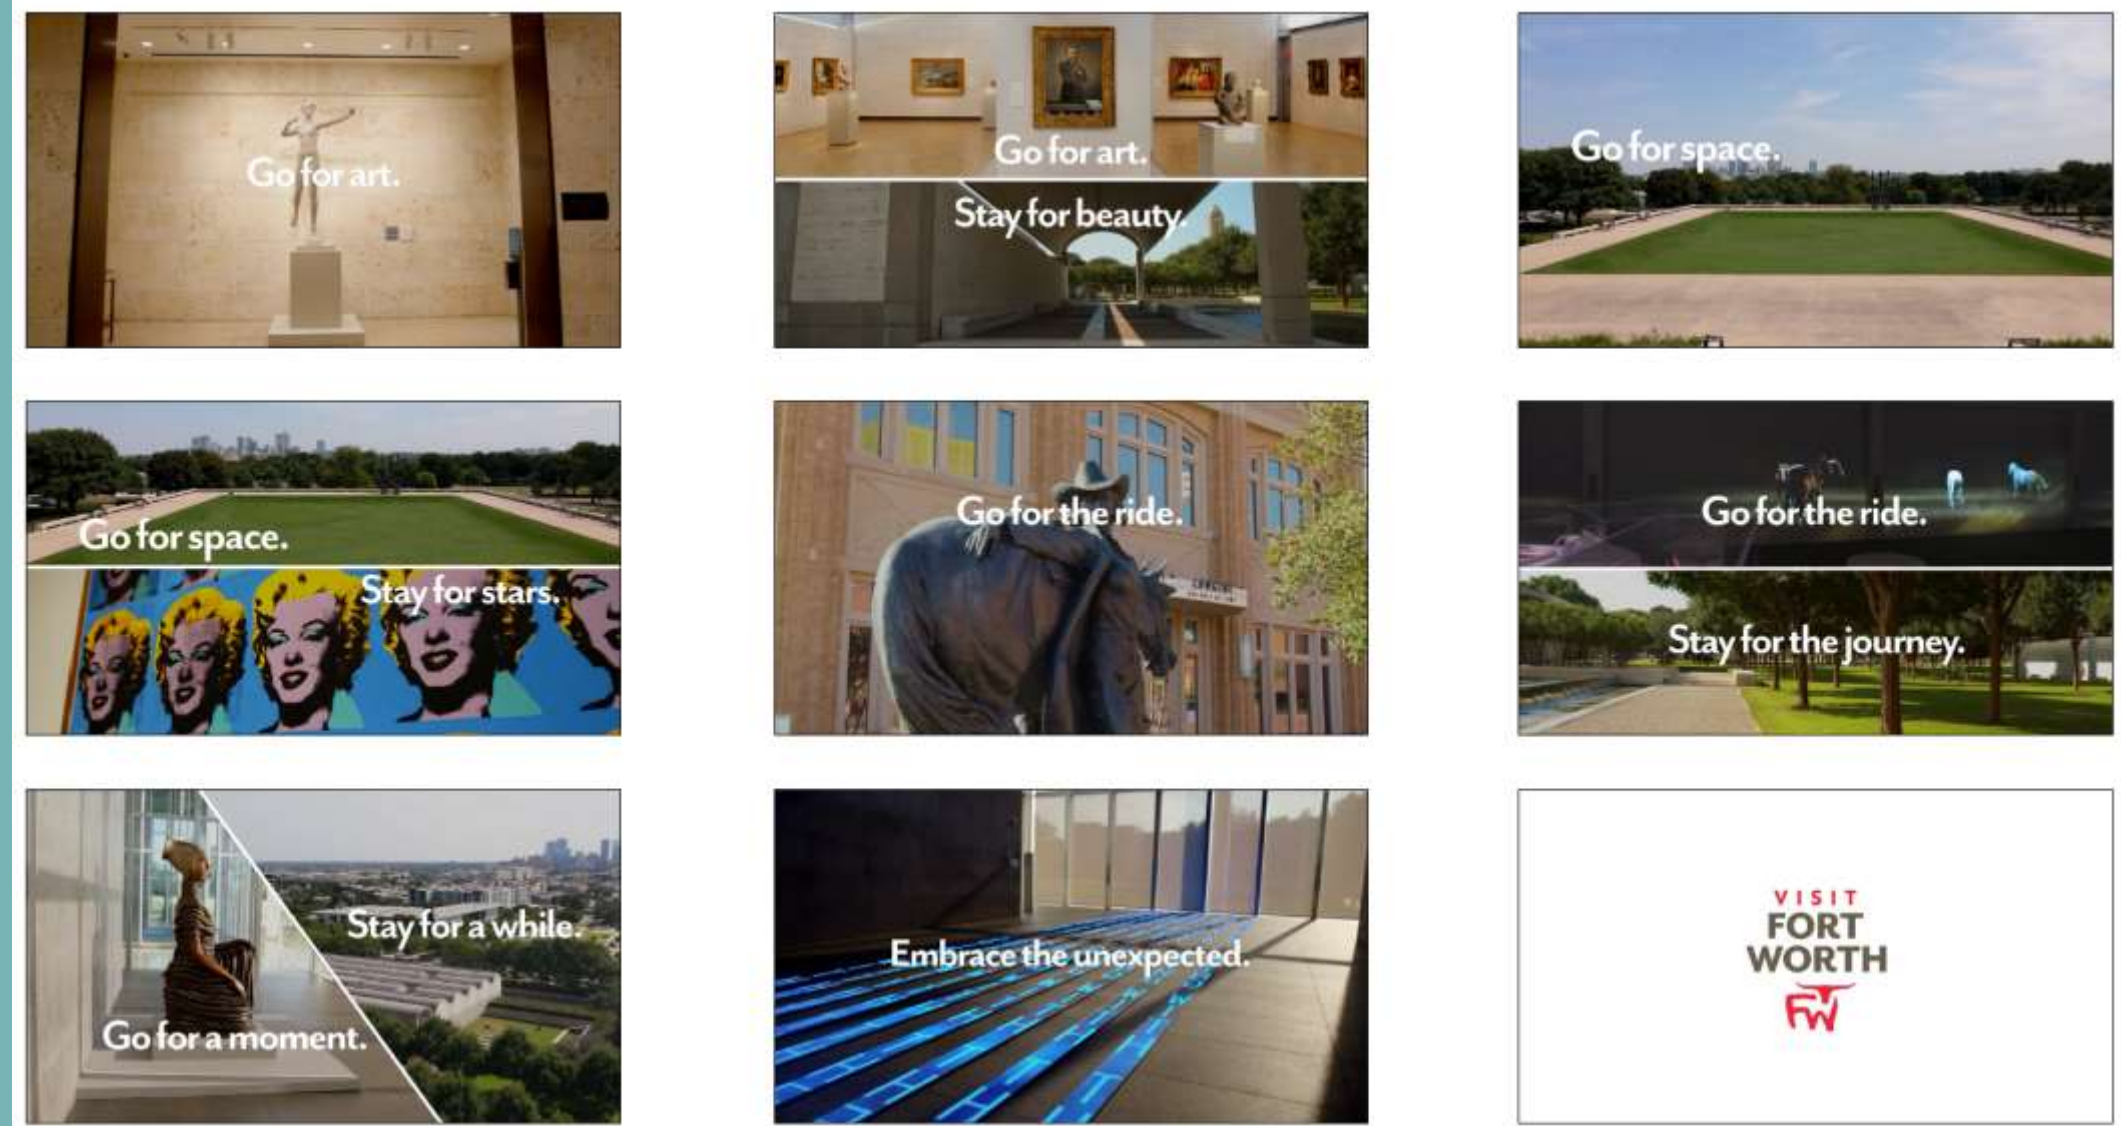 Go for art.
Go for art.
Stay for beauty.
Go for space.
Go for space.
Stay for stars.
Go for the ride.
Go for the ride.
Stay for the journey.
Go for a moment.
Stay for a while.
Embrace the unexpected.
VISIT
FORT
WORTH
FW